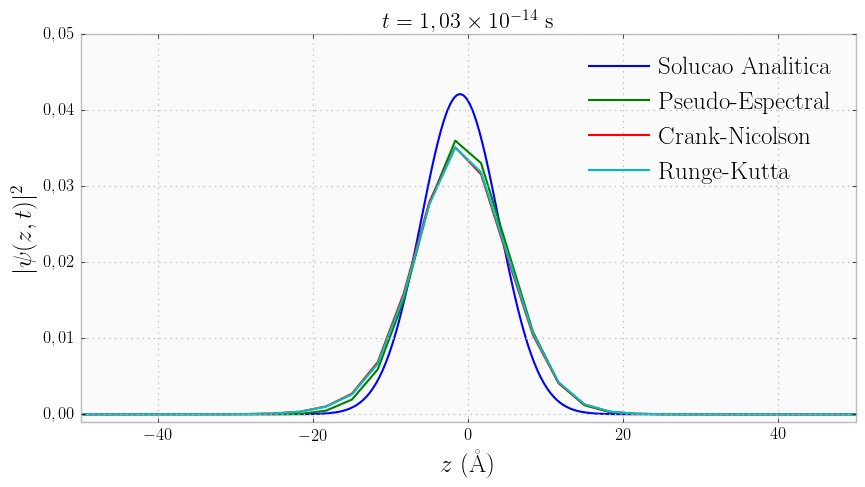 t = 1,03 × 10⁻¹⁴ s
0,05
0,04
0,03
0,02
0,01
0,00
|ψ(z, t)|²
Solucao Analitica
Pseudo-Espectral
Crank-Nicolson
Runge-Kutta
−40 −20 0 20 40
z (Å)